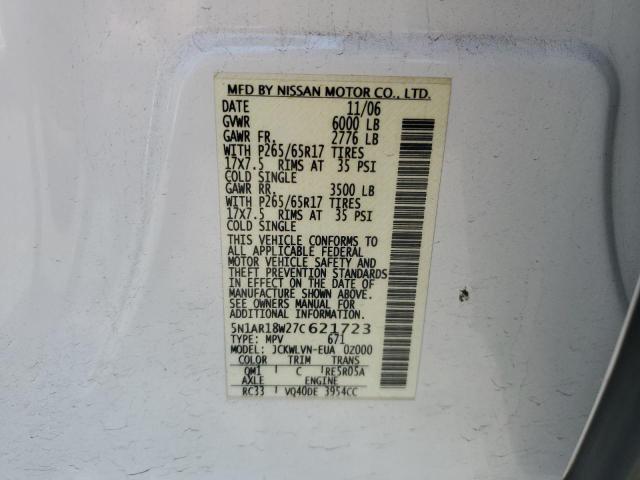 MFD BY NISSAN MOTOR CO., LTD.
DATE 11/06
GVWR 6000 LB
GAWR FR. 2776 LB
WITH P265/65R17 TIRES
17X7.5 RIMS AT 35 PSI
COLD SINGLE
GAWR RR. 3500 LB
WITH P265/65R17 TIRES
17X7.5 RIMS AT 35 PSI
COLD SINGLE
THIS VEHICLE CONFORMS TO
ALL APPLICABLE FEDERAL
MOTOR VEHICLE SAFETY AND
THEFT PREVENTION STANDARDS
IN EFFECT ON THE DATE OF
MANUFACTURE SHOWN ABOVE.
SEE OWNERS MANUAL FOR
ADDITIONAL INFORMATION
5N1AR18W27C621723
TYPE: MPV 671
MODEL: JCKWLVN-EUA 0Z000
COLOR TRIM TRANS
QM1 C RE5R05A
AXLE ENGINE
RC33 VQ40DE 3954CC